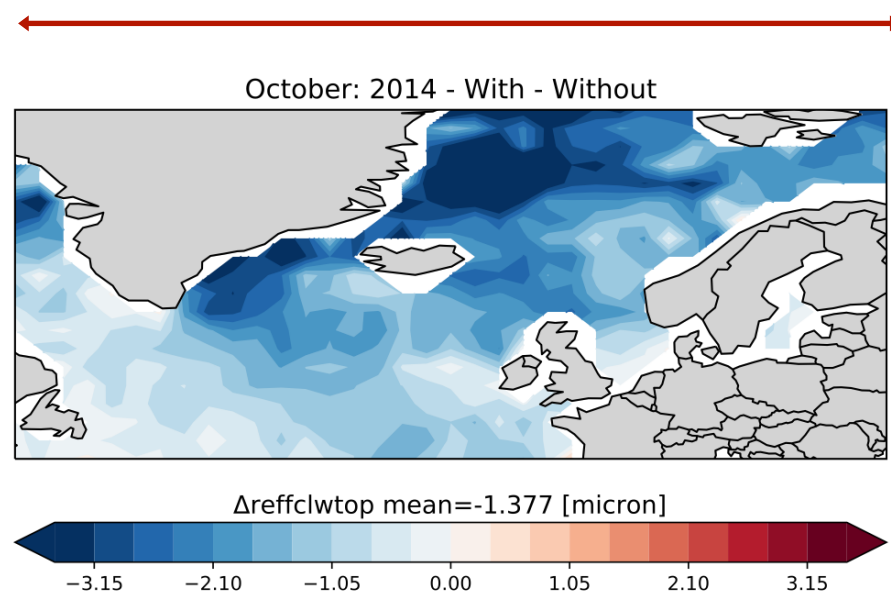 October: 2014 - With - Without
Δreffclwtop mean=-1.377 [micron]
−3.15 −2.10 −1.05 0.00 1.05 2.10 3.15